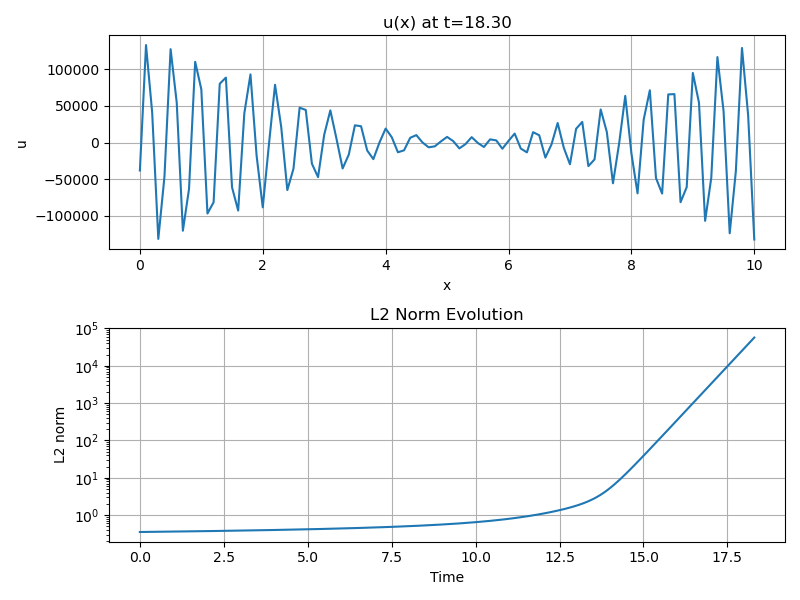 u(x) at t=18.30
100000
50000
0
−50000
−100000
u
0 2 4 6 8 10
x
L2 Norm Evolution
10^5
10^4
10^3
10^2
10^1
10^0
L2 norm
0.0 2.5 5.0 7.5 10.0 12.5 15.0 17.5
Time